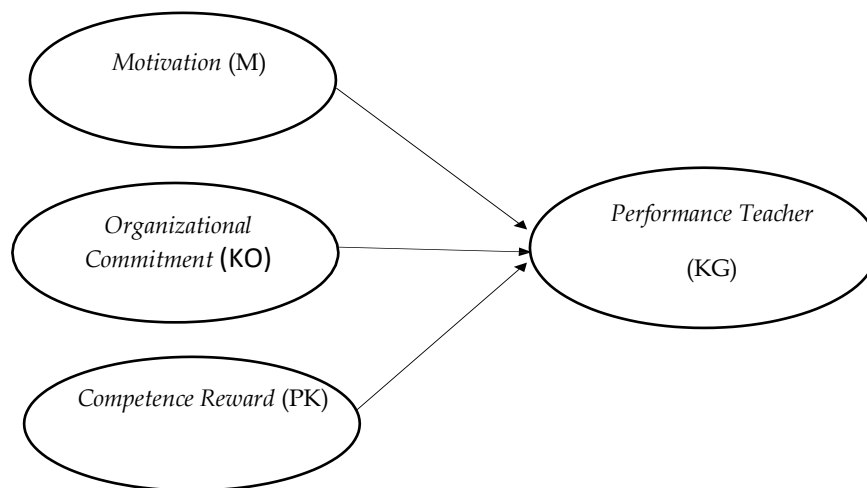 Motivation (M)
Organizational
Commitment (KO)
Competence Reward (PK)
Performance Teacher
(KG)